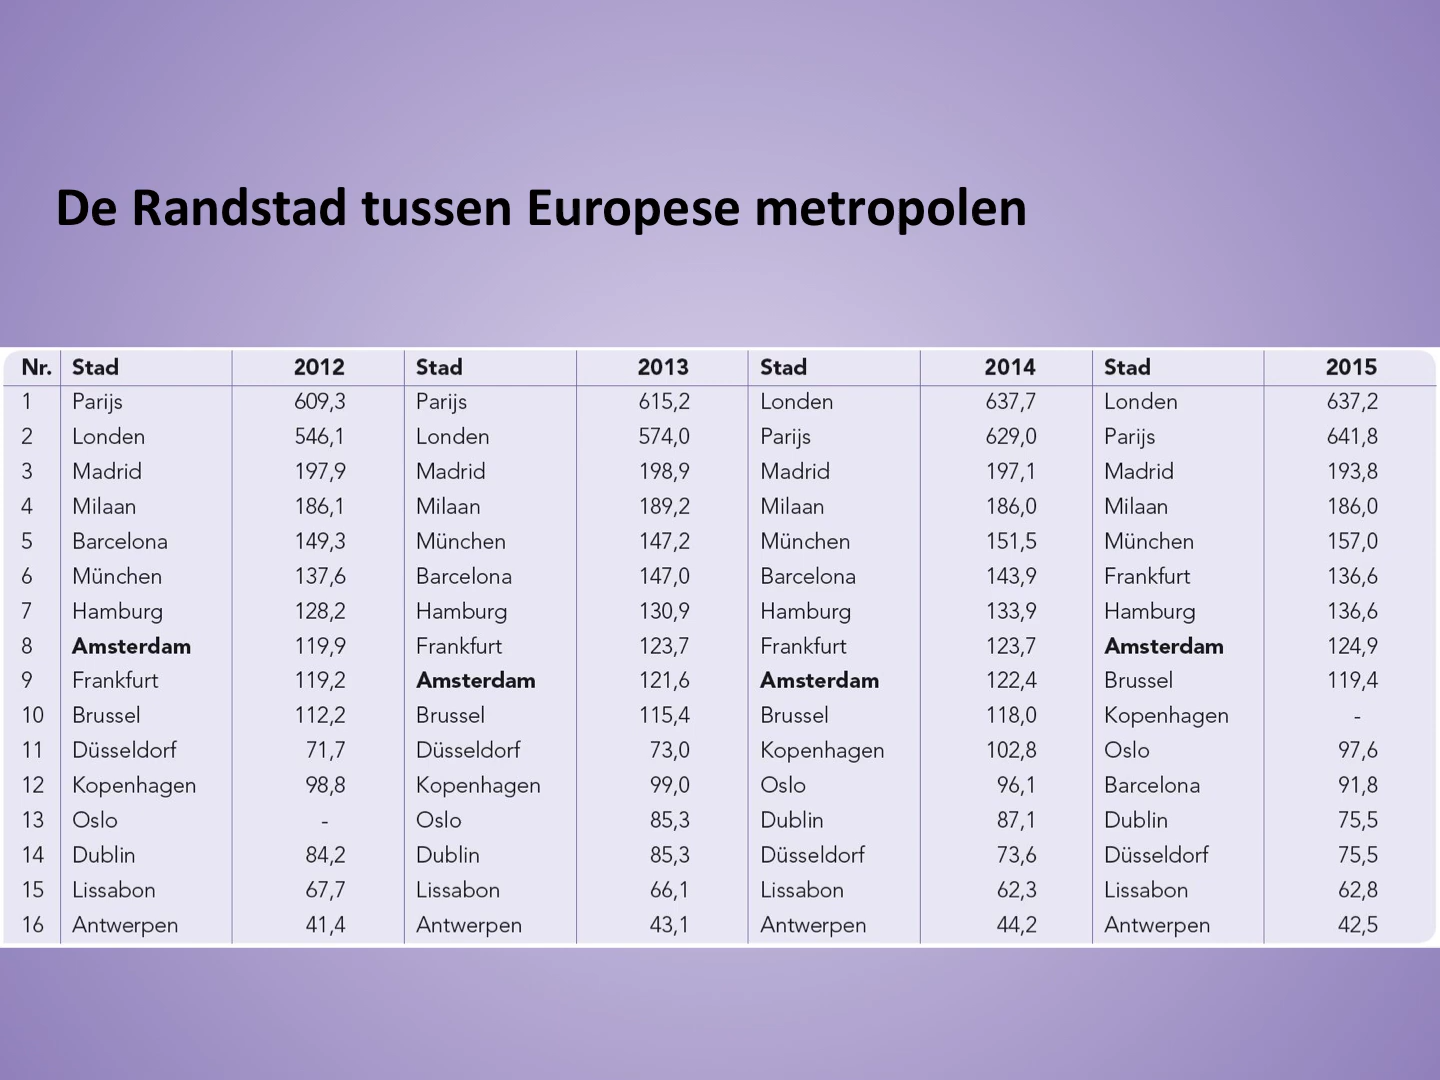 De Randstad tussen Europese metropolen
Nr. Stad 2012 Stad 2013 Stad 2014 Stad 2015
1 Parijs 609,3 Parijs 615,2 Londen 637,7 Londen 637,2
2 Londen 546,1 Londen 574,0 Parijs 629,0 Parijs 641,8
3 Madrid 197,9 Madrid 198,9 Madrid 197,1 Madrid 193,8
4 Milaan 186,1 Milaan 189,2 Milaan 186,0 Milaan 186,0
5 Barcelona 149,3 München 147,2 München 151,5 München 157,0
6 München 137,6 Barcelona 147,0 Barcelona 143,9 Frankfurt 136,6
7 Hamburg 128,2 Hamburg 130,9 Hamburg 133,9 Hamburg 136,6
8 Amsterdam 119,9 Frankfurt 123,7 Frankfurt 123,7 Amsterdam 124,9
9 Frankfurt 119,2 Amsterdam 121,6 Amsterdam 122,4 Brussel 119,4
10 Brussel 112,2 Brussel 115,4 Brussel 118,0 Kopenhagen -
11 Düsseldorf 71,7 Düsseldorf 73,0 Kopenhagen 102,8 Oslo 97,6
12 Kopenhagen 98,8 Kopenhagen 99,0 Oslo 96,1 Barcelona 91,8
13 Oslo - Oslo 85,3 Dublin 87,1 Dublin 75,5
14 Dublin 84,2 Dublin 85,3 Düsseldorf 73,6 Düsseldorf 75,5
15 Lissabon 67,7 Lissabon 66,1 Lissabon 62,3 Lissabon 62,8
16 Antwerpen 41,4 Antwerpen 43,1 Antwerpen 44,2 Antwerpen 42,5